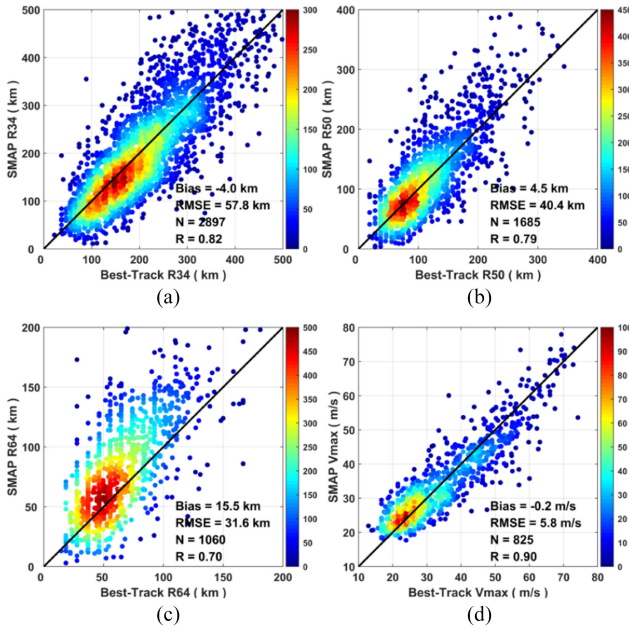 SMAP R34 ( km )
500
400
300
200
100
0
0 100 200 300 400 500
Best-Track R34 ( km )
Bias = -4.0 km
RMSE = 57.8 km
N = 2897
R = 0.82
300
250
200
150
100
50
0
(a)
SMAP R50 ( km )
400
300
200
100
0
0 100 200 300 400
Best-Track R50 ( km )
Bias = 4.5 km
RMSE = 40.4 km
N = 1685
R = 0.79
450
400
350
300
250
200
150
100
50
0
(b)
SMAP R64 ( km )
200
150
100
50
0
0 50 100 150 200
Best-Track R64 ( km )
Bias = 15.5 km
RMSE = 31.6 km
N = 1060
R = 0.70
500
450
400
350
300
250
200
150
100
50
0
(c)
SMAP Vmax ( m/s )
80
70
60
50
40
30
20
10
10 20 30 40 50 60 70 80
Best-Track Vmax ( m/s )
Bias = -0.2 m/s
RMSE = 5.8 m/s
N = 825
R = 0.90
100
90
80
70
60
50
40
30
20
10
0
(d)